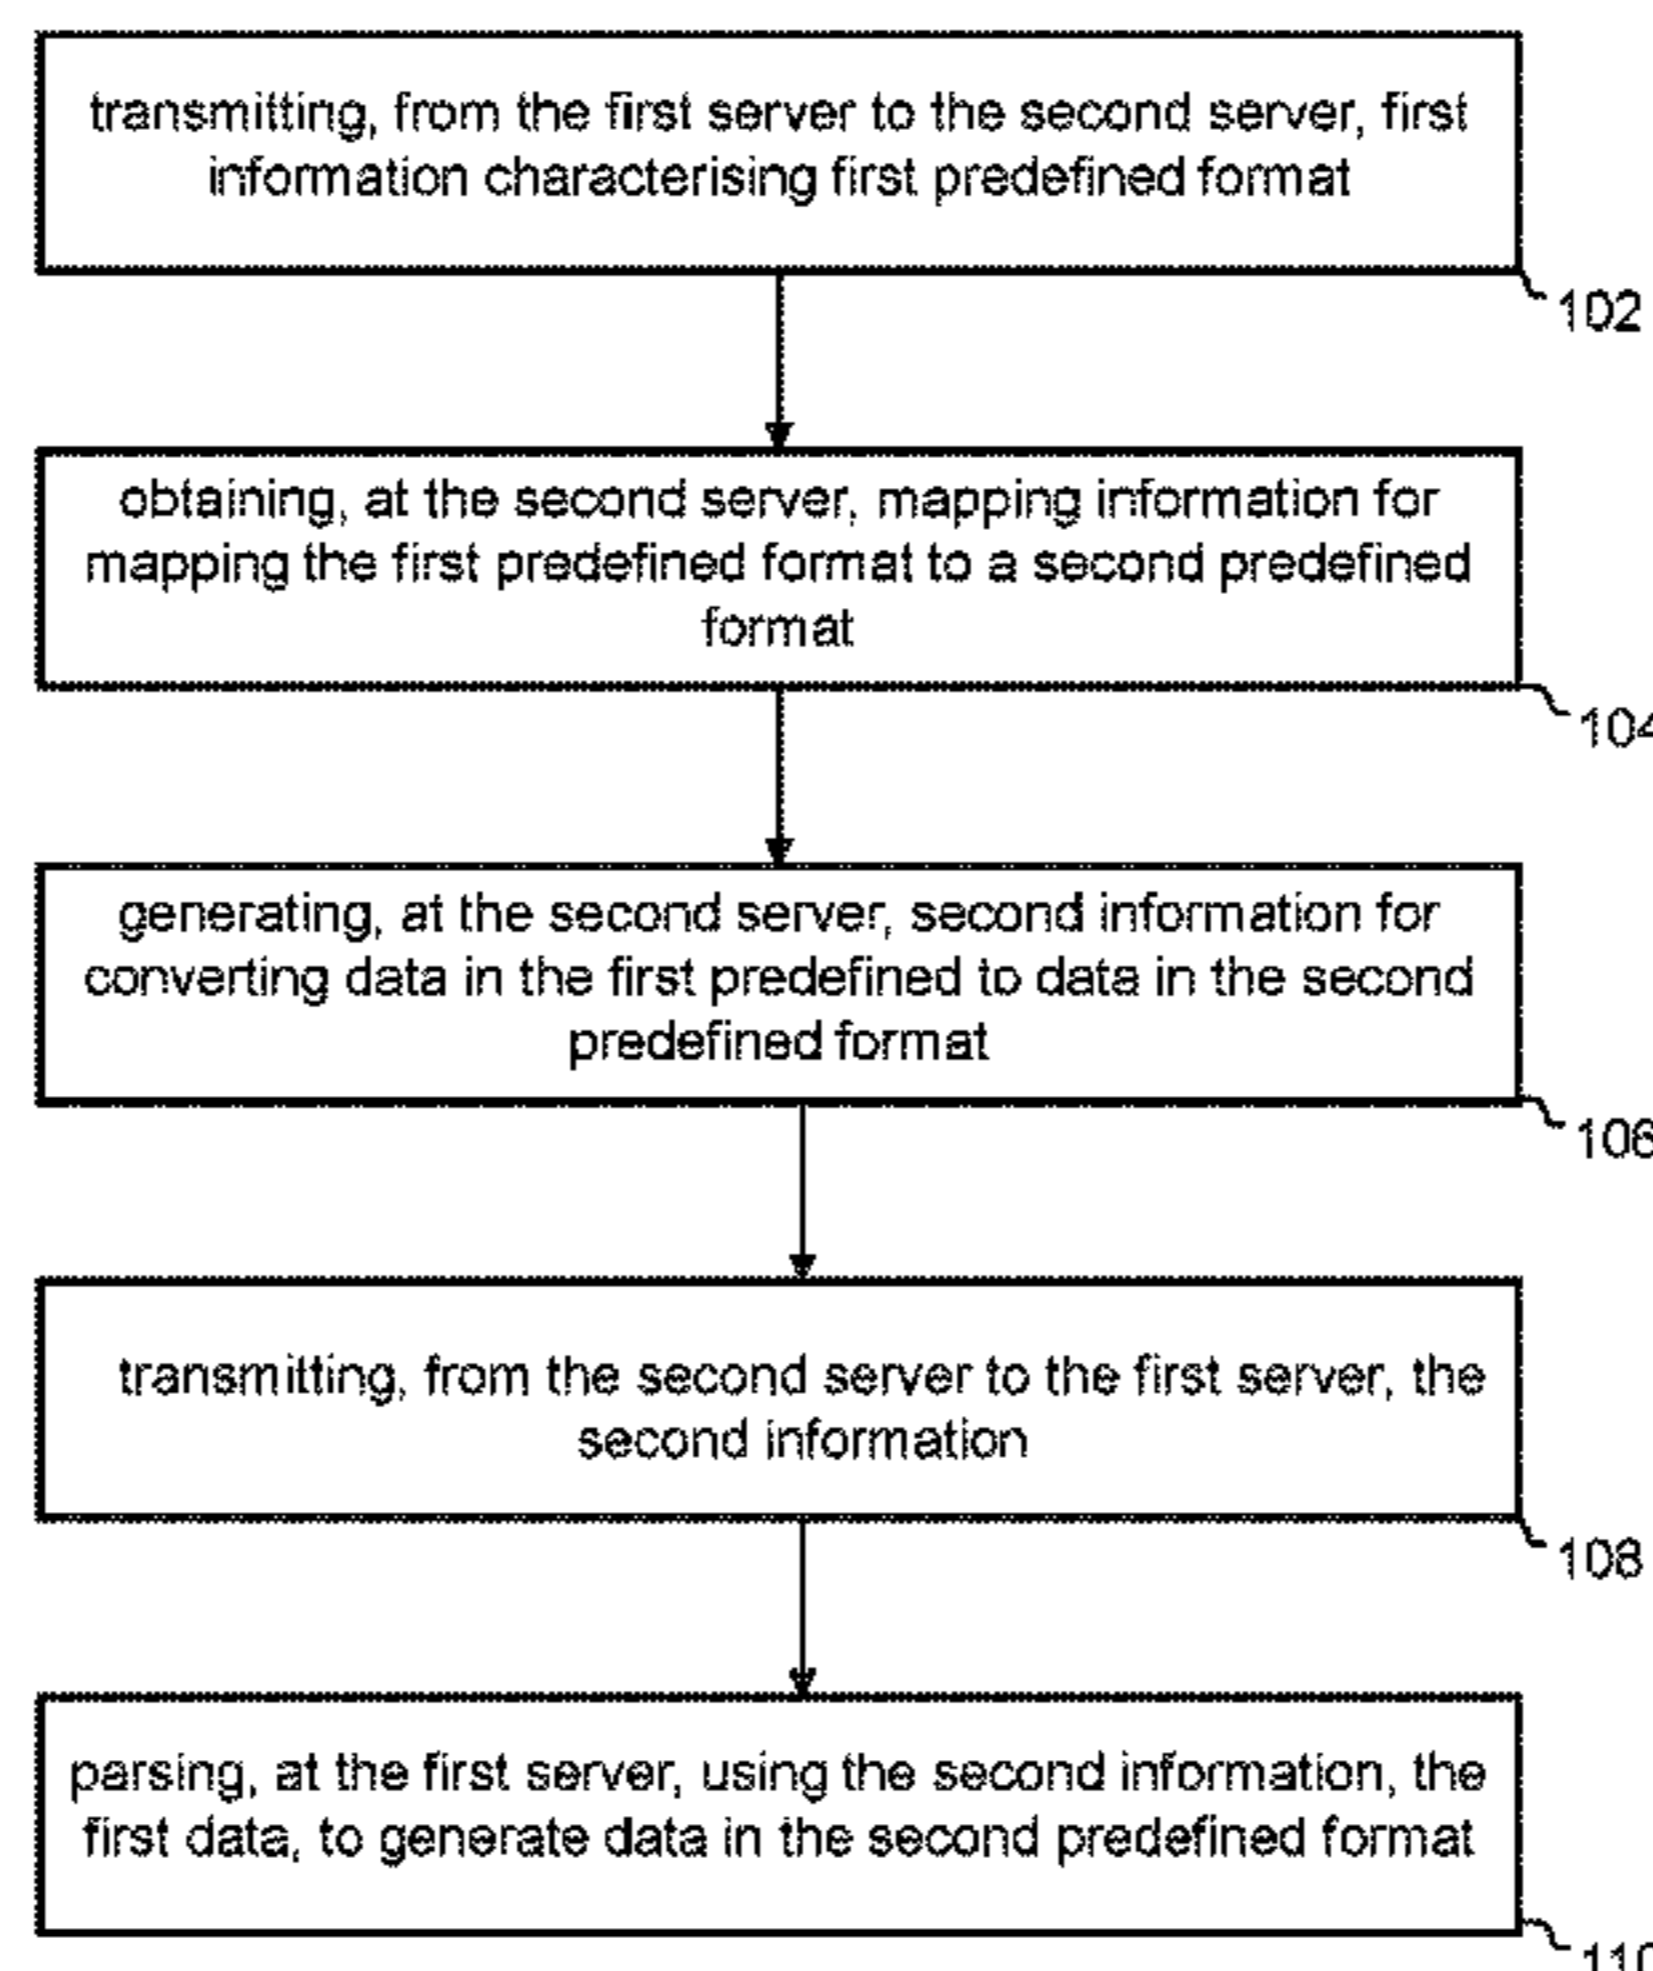 transmitting, from the first server to the second server, first
information characterising first predefined format
102
obtaining, at the second server, mapping information for
mapping the first predefined format to a second predefined
format
104
generating, at the second server, second information for
converting data in the first predefined to data in the second
predefined format
106
transmitting, from the second server to the first server, the
second information
108
parsing, at the first server, using the second information, the
first data, to generate data in the second predefined format
110